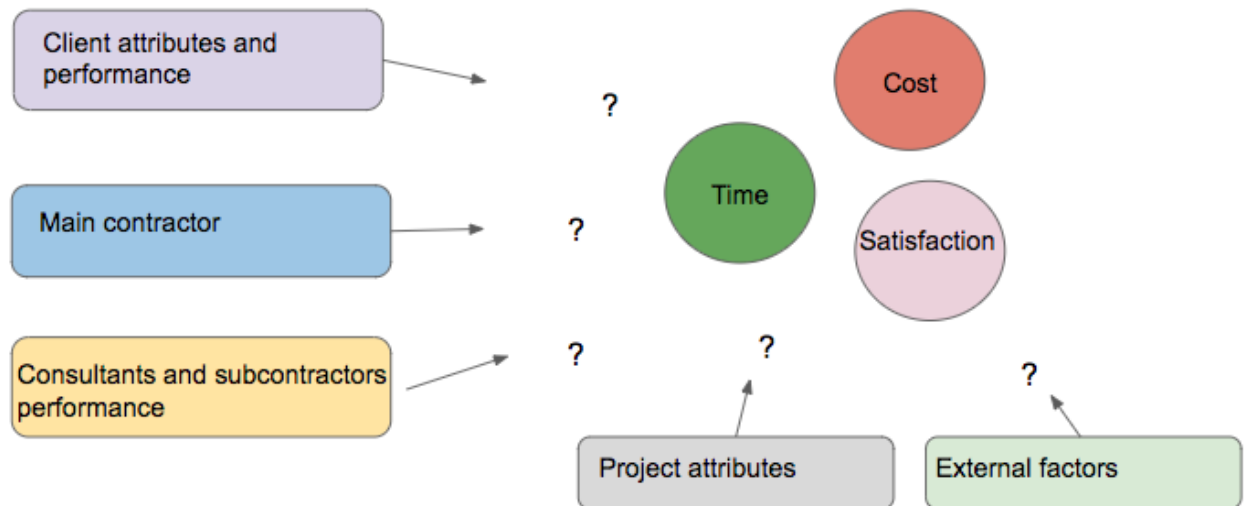 Client attributes and
performance
Cost
?
Time
Main contractor
?
Satisfaction
?
?
Consultants and subcontractors
performance
?
Project attributes
External factors